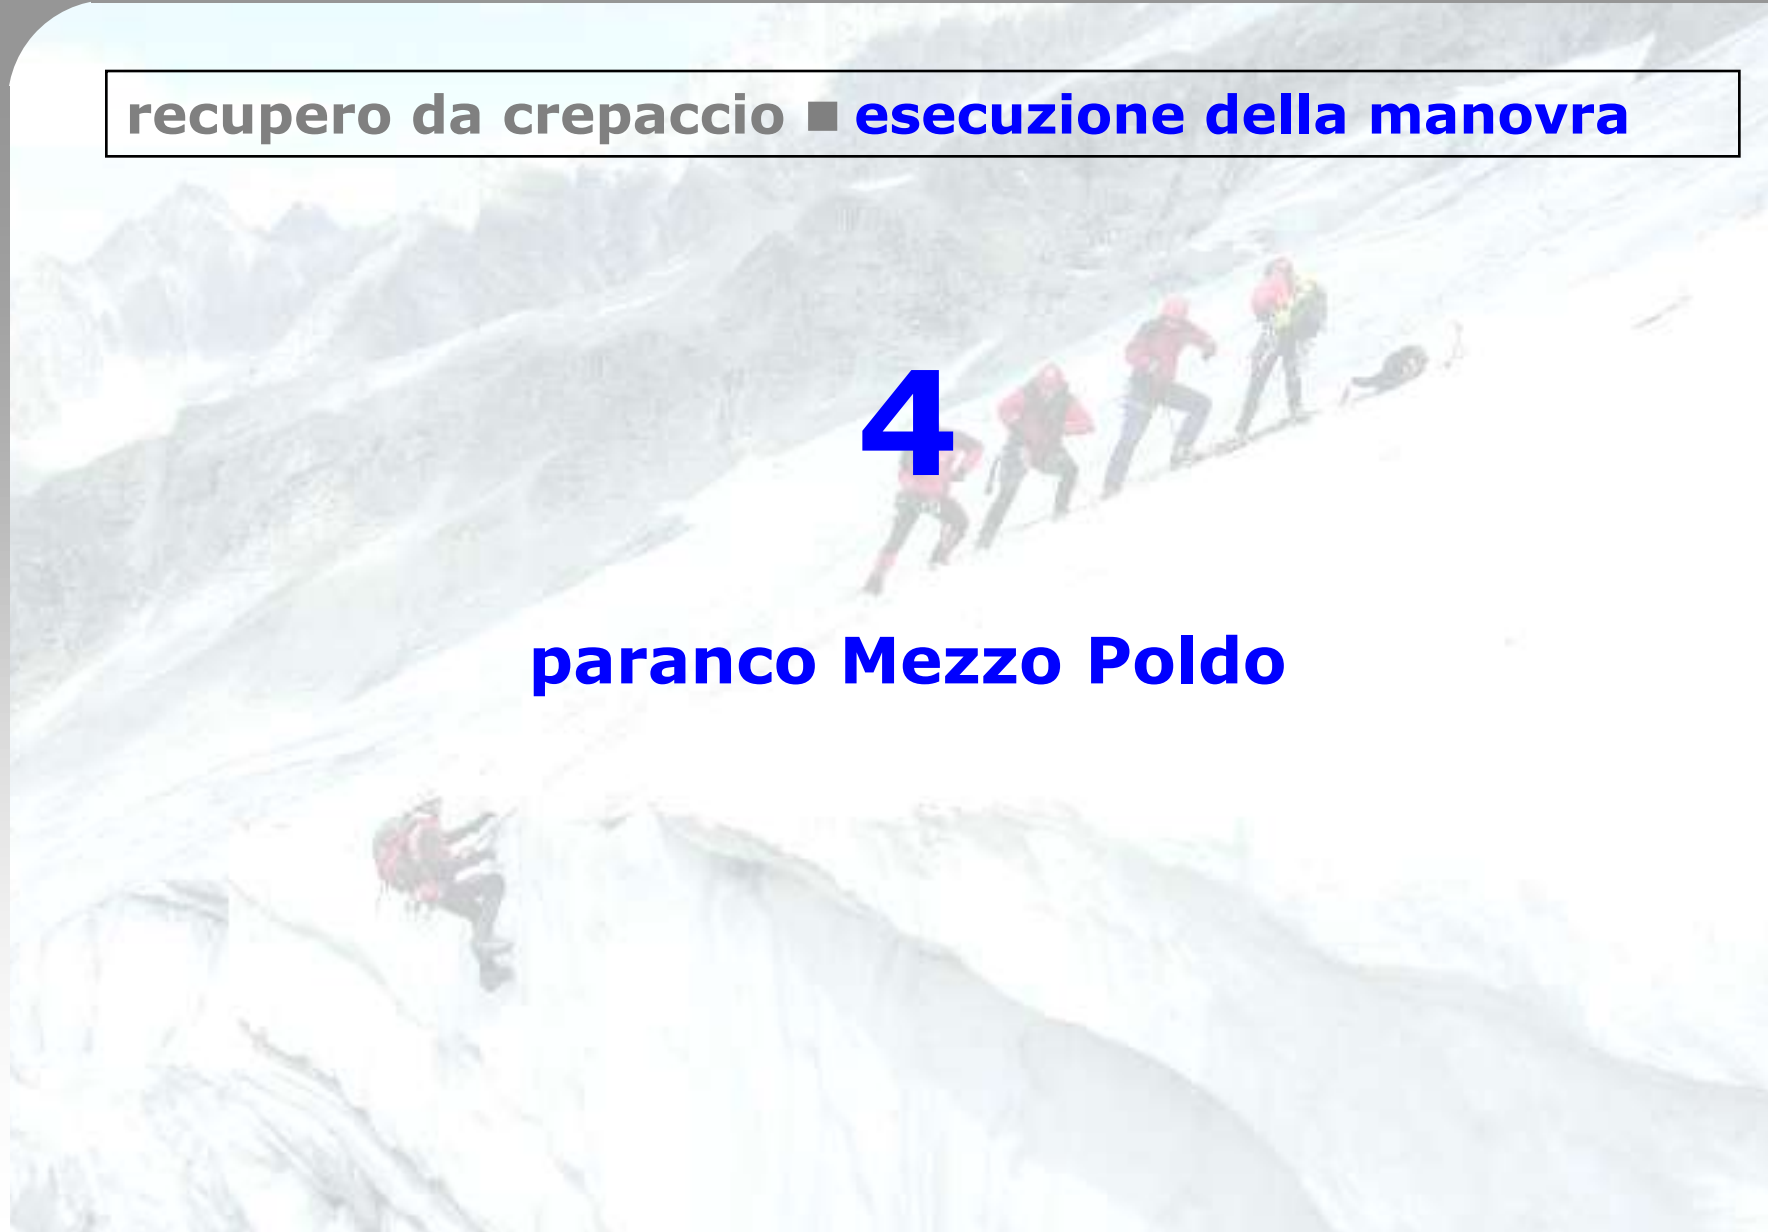 recupero da crepaccio ■ esecuzione della manovra
4
paranco Mezzo Poldo